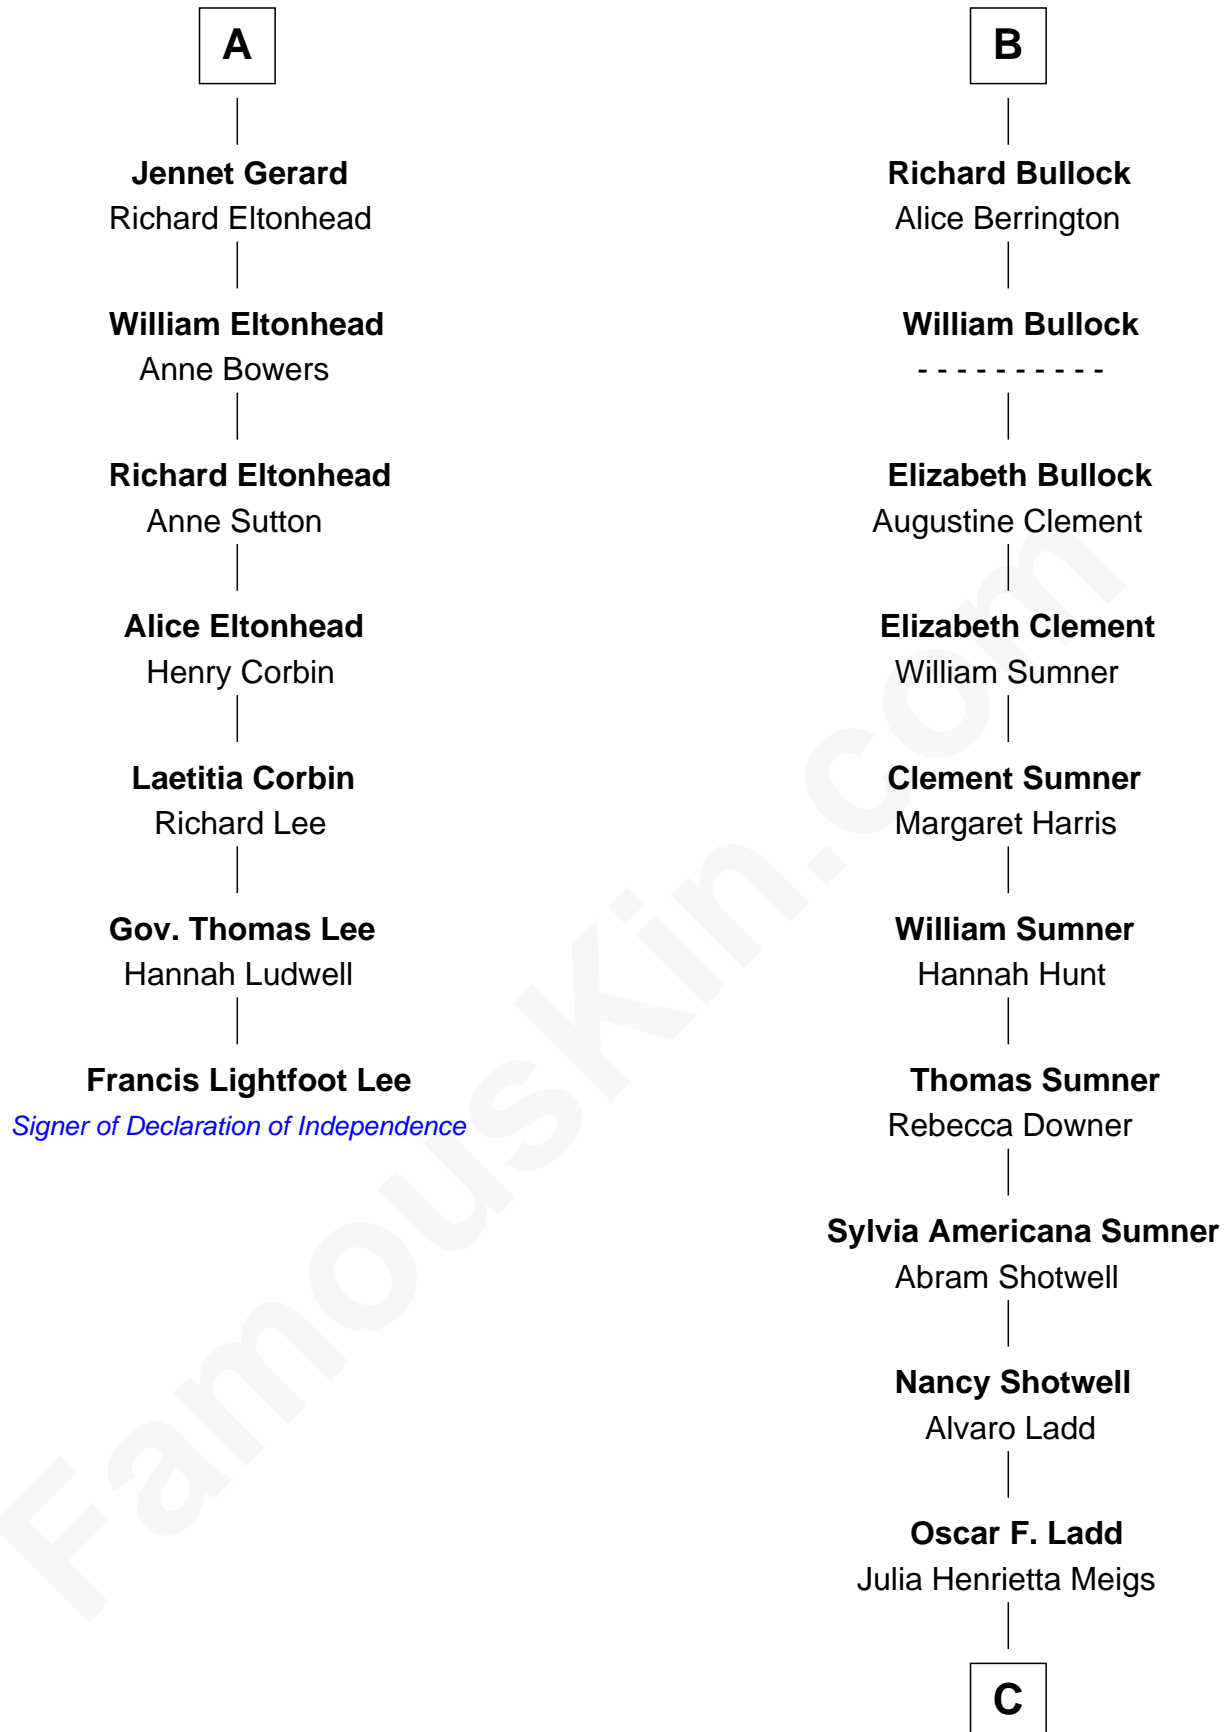 A
Jennet Gerard
Richard Eltonhead
William Eltonhead
Anne Bowers
Richard Eltonhead
Anne Sutton
Alice Eltonhead
Henry Corbin
Laetitia Corbin
Richard Lee
Gov. Thomas Lee
Hannah Ludwell
Francis Lightfoot Lee
Signer of Declaration of Independence
B
Richard Bullock
Alice Berrington
William Bullock
- - - - - - - - - -
Elizabeth Bullock
Augustine Clement
Elizabeth Clement
William Sumner
Clement Sumner
Margaret Harris
William Sumner
Hannah Hunt
Thomas Sumner
Rebecca Downer
Sylvia Americana Sumner
Abram Shotwell
Nancy Shotwell
Alvaro Ladd
Oscar F. Ladd
Julia Henrietta Meigs
C
FamousKin.com